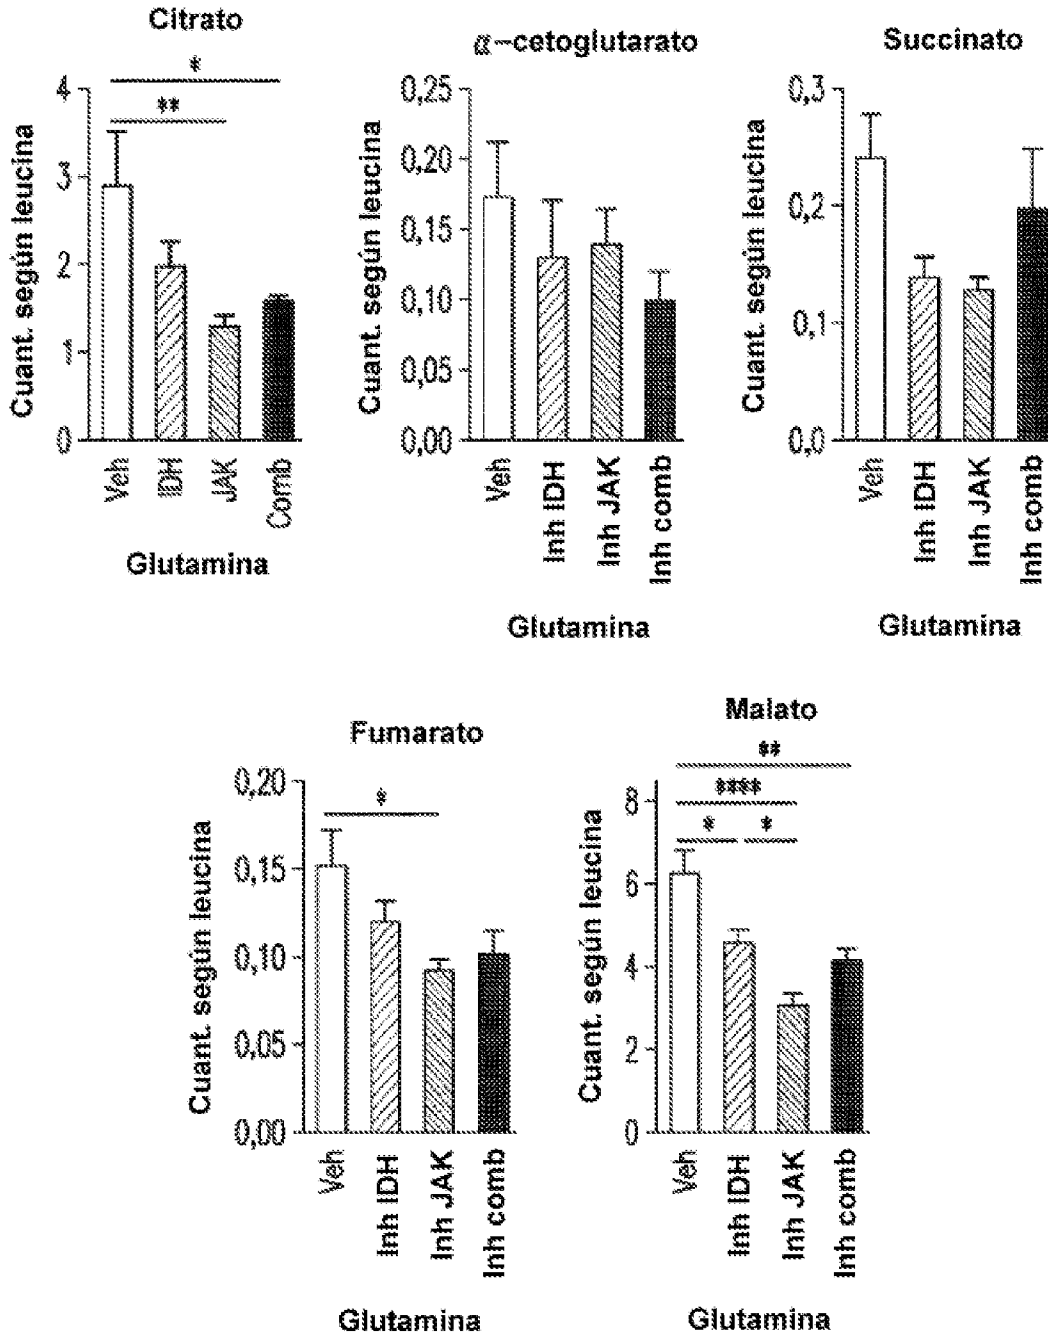 Citrato
*
**
Cuant. según leucina
4
3
2
1
0
Veh
IDH
JAK
Comb
Glutamina
α-cetoglutarato
Cuant. según leucina
0,25
0,20
0,15
0,10
0,05
0,00
Veh
Inh IDH
Inh JAK
Inh comb
Glutamina
Succinato
Cuant. según leucina
0,3
0,2
0,1
0,0
Veh
Inh IDH
Inh JAK
Inh comb
Glutamina
Fumarato
*
Cuant. según leucina
0,20
0,15
0,10
0,05
0,00
Veh
Inh IDH
Inh JAK
Inh comb
Glutamina
Malato
**
****
* *
Cuant. según leucina
8
6
4
2
0
Veh
Inh IDH
Inh JAK
Inh comb
Glutamina